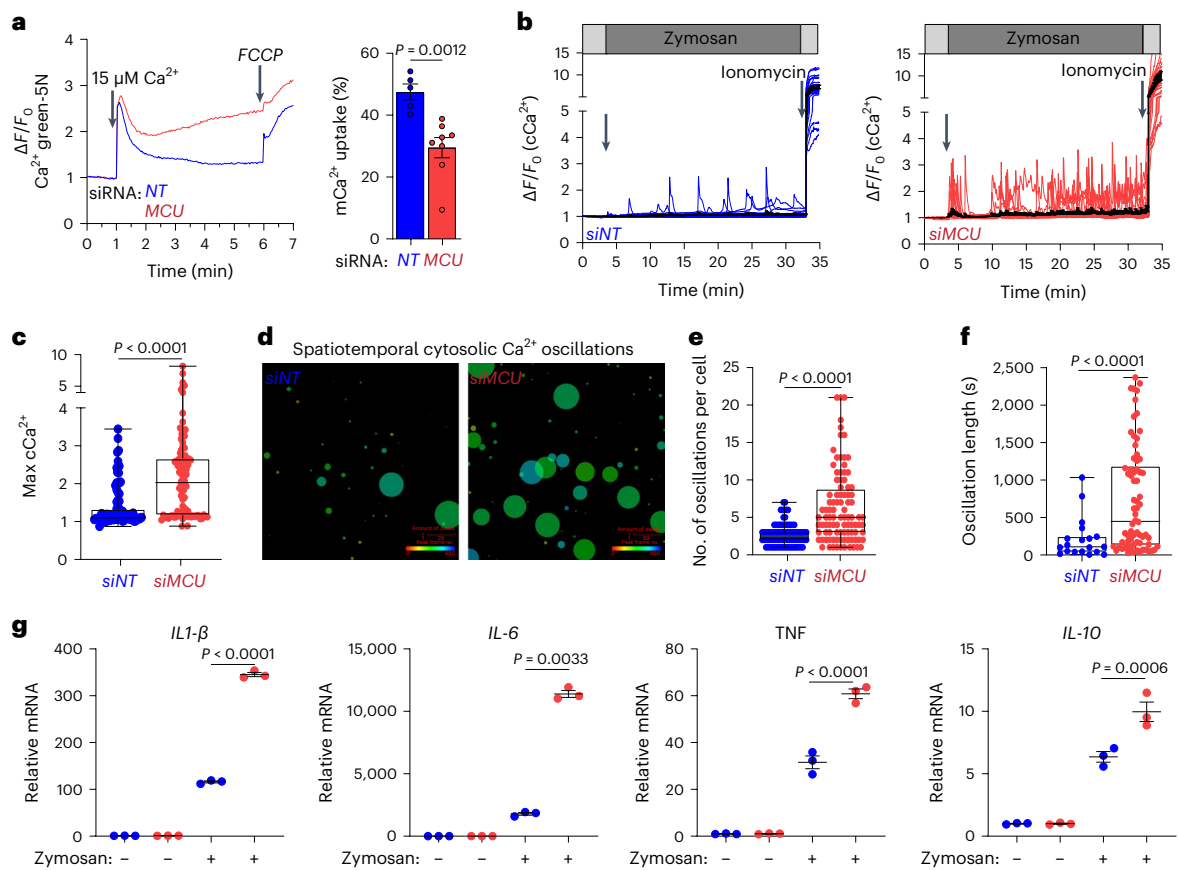 a
4
3
2
1
0
ΔF/F0
Ca2+ green-5N
15 μM Ca2+
FCCP
siRNA: NT
MCU
0 1 2 3 4 5 6 7
Time (min)
60
40
20
0
mCa2+ uptake (%)
P = 0.0012
siRNA: NT MCU
b
Zymosan
Ionomycin
15
10
5
5
4
3
2
1
0
ΔF/F0 (cCa2+)
siNT
0 5 10 15 20 25 30 35
Time (min)
Zymosan
Ionomycin
15
10
5
5
4
3
2
1
0
ΔF/F0 (cCa2+)
siMCU
0 5 10 15 20 25 30 35
Time (min)
c
10
5
4
3
2
1
0
Max cCa2+
P < 0.0001
siNT siMCU
d
Spatiotemporal cytosolic Ca2+ oscillations
siNT
siMCU
e
25
20
15
10
5
0
No. of oscillations per cell
P < 0.0001
siNT siMCU
f
2,500
2,000
1,500
1,000
500
0
Oscillation length (s)
P < 0.0001
siNT siMCU
g
IL1-β
400
300
200
100
0
Relative mRNA
P < 0.0001
Zymosan: – – + +
IL-6
15,000
10,000
5,000
0
Relative mRNA
P = 0.0033
Zymosan: – – + +
TNF
80
60
40
20
0
Relative mRNA
P < 0.0001
Zymosan: – – + +
IL-10
15
10
5
0
Relative mRNA
P = 0.0006
Zymosan: – – + +